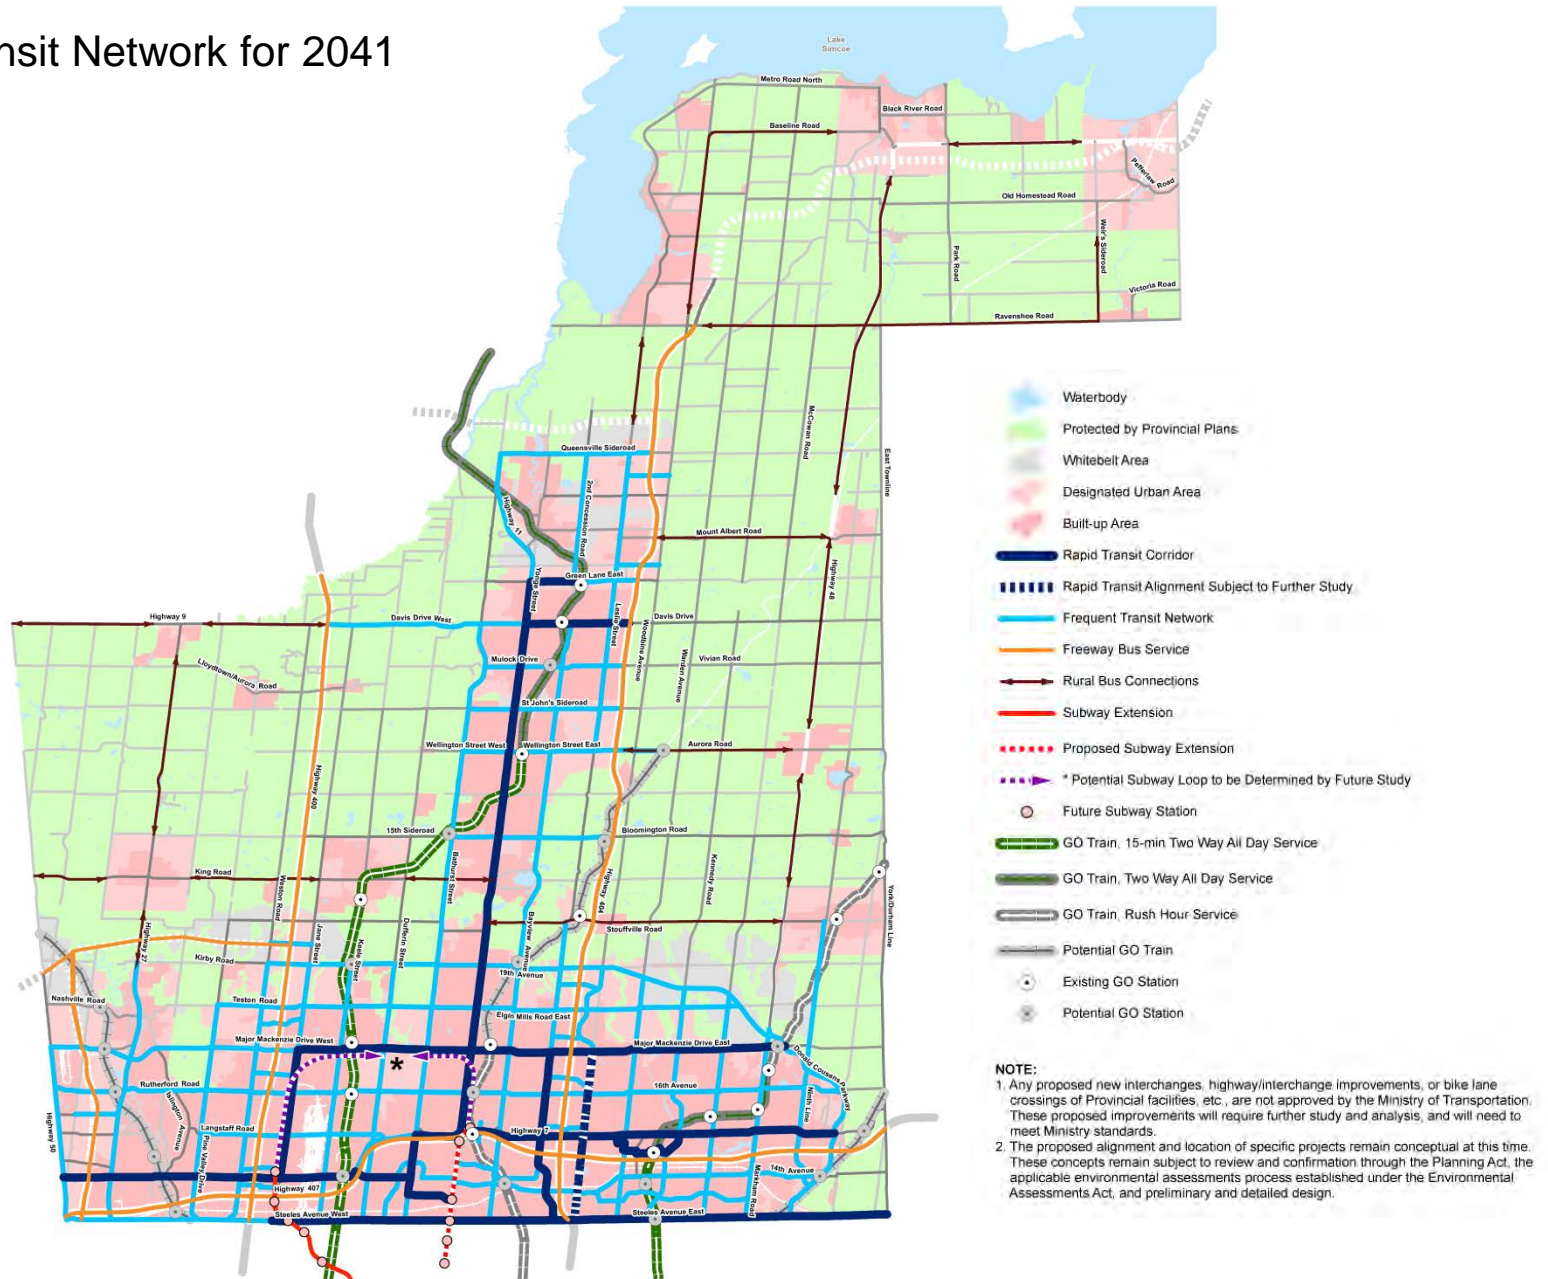 nsit Network for 2041
Lake
Simcoe
Metro Road North
Black River Road
Baseline Road
Pefferlaw Road
Old Homestead Road
Park Road
Weir's Sideroad
Victoria Road
Ravenshoe Road
McCowan Road
East Townline
Queensville Sideroad
2nd Concession Road
Highway 11
Mount Albert Road
Highway 48
Green Lane East
Yonge Street
Leslie Street
Highway 9
Davis Drive West
Davis Drive
Woodbine Avenue
Warden Avenue
Mulock Drive
Vivian Road
Lloydtown/Aurora Road
St John's Sideroad
Wellington Street West
Wellington Street East
Aurora Road
Highway 400
15th Sideroad
Bloomington Road
Bathurst Street
Kennedy Road
King Road
Weston Road
Highway 404
York/Durham Line
Dufferin Street
Bayview Avenue
Stouffville Road
Highway 27
Jane Street
Keele Street
Kirby Road
19th Avenue
Nashville Road
Teston Road
Elgin Mills Road East
Major Mackenzie Drive West
Major Mackenzie Drive East
*
Donald Cousens Parkway
Rutherford Road
16th Avenue
Ninth Line
Islington Avenue
Highway 50
Langstaff Road
Highway 7
Pine Valley Drive
14th Avenue
Markham Road
Highway 407
Steeles Avenue West
Steeles Avenue East
Waterbody
Protected by Provincial Plans
Whitebelt Area
Designated Urban Area
Built-up Area
Rapid Transit Corridor
Rapid Transit Alignment Subject to Further Study
Frequent Transit Network
Freeway Bus Service
Rural Bus Connections
Subway Extension
Proposed Subway Extension
* Potential Subway Loop to be Determined by Future Study
Future Subway Station
GO Train, 15-min Two Way All Day Service
GO Train, Two Way All Day Service
GO Train, Rush Hour Service
Potential GO Train
Existing GO Station
Potential GO Station
NOTE:
1. Any proposed new interchanges, highway/interchange improvements, or bike lane
crossings of Provincial facilities, etc., are not approved by the Ministry of Transportation.
These proposed improvements will require further study and analysis, and will need to
meet Ministry standards.
2. The proposed alignment and location of specific projects remain conceptual at this time.
These concepts remain subject to review and confirmation through the Planning Act, the
applicable environmental assessments process established under the Environmental
Assessments Act, and preliminary and detailed design.